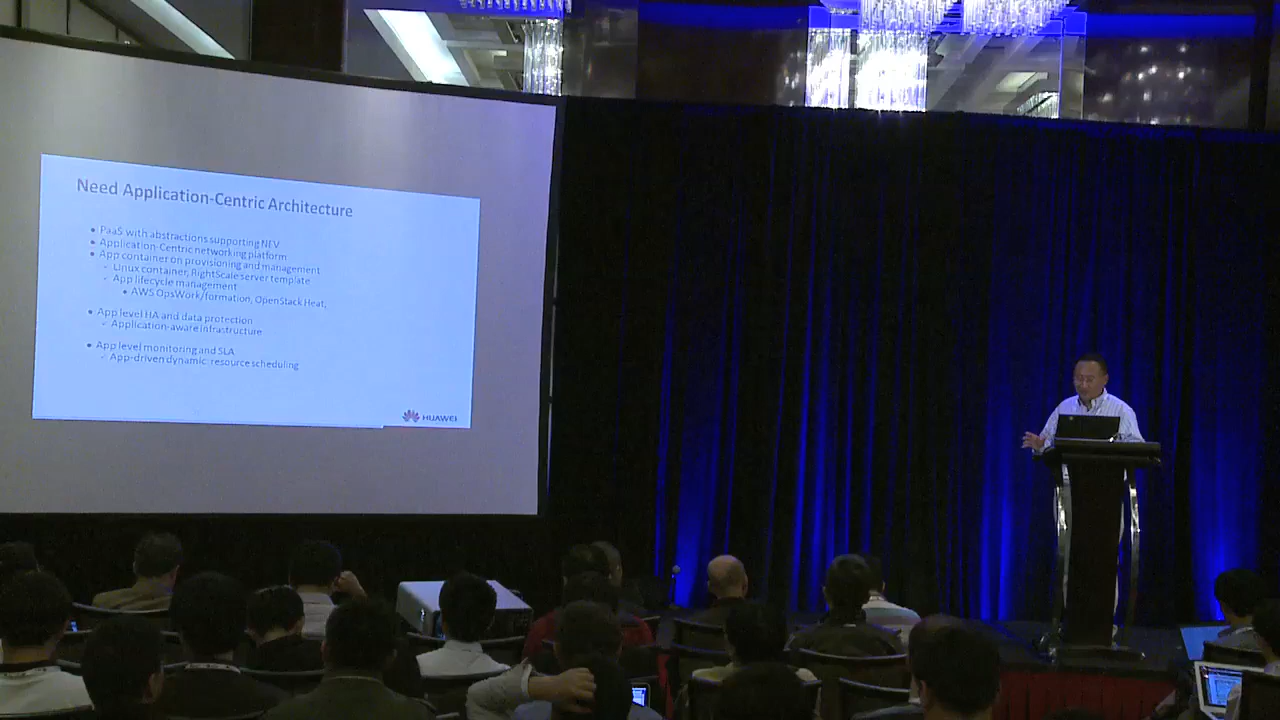 Need Application-Centric Architecture
• PaaS with abstractions supporting NFV
• Application-Centric networking platform
• App container on provisioning and management
- Linux container, RightScale server template
- App lifecycle management
• AWS OpsWork/formation, OpenStack Heat,
• App level HA and data protection
✓ Application-aware infrastructure
• App level monitoring and SLA
✓ App-driven dynamic resource scheduling
HUAWEI